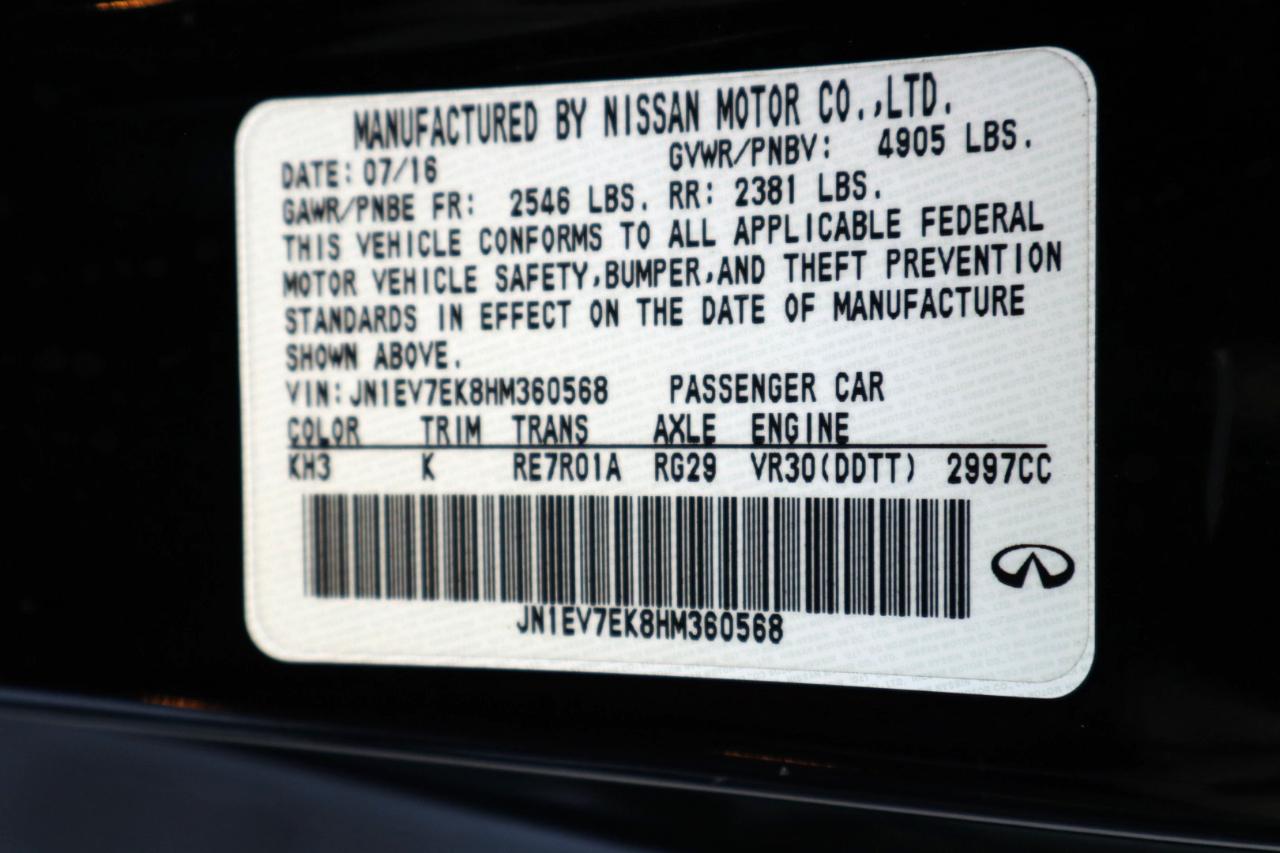 MANUFACTURED BY NISSAN MOTOR CO.,LTD.
DATE: 07/16 GVWR/PNBV: 4905 LBS.
GAWR/PNBE FR: 2546 LBS. RR: 2381 LBS.
THIS VEHICLE CONFORMS TO ALL APPLICABLE FEDERAL
MOTOR VEHICLE SAFETY,BUMPER,AND THEFT PREVENTION
STANDARDS IN EFFECT ON THE DATE OF MANUFACTURE
SHOWN ABOVE.
VIN:JN1EV7EK8HM360568 PASSENGER CAR
COLOR TRIM TRANS AXLE ENGINE
KH3 K RE7R01A RG29 VR30(DDTT) 2997CC
JN1EV7EK8HM360568